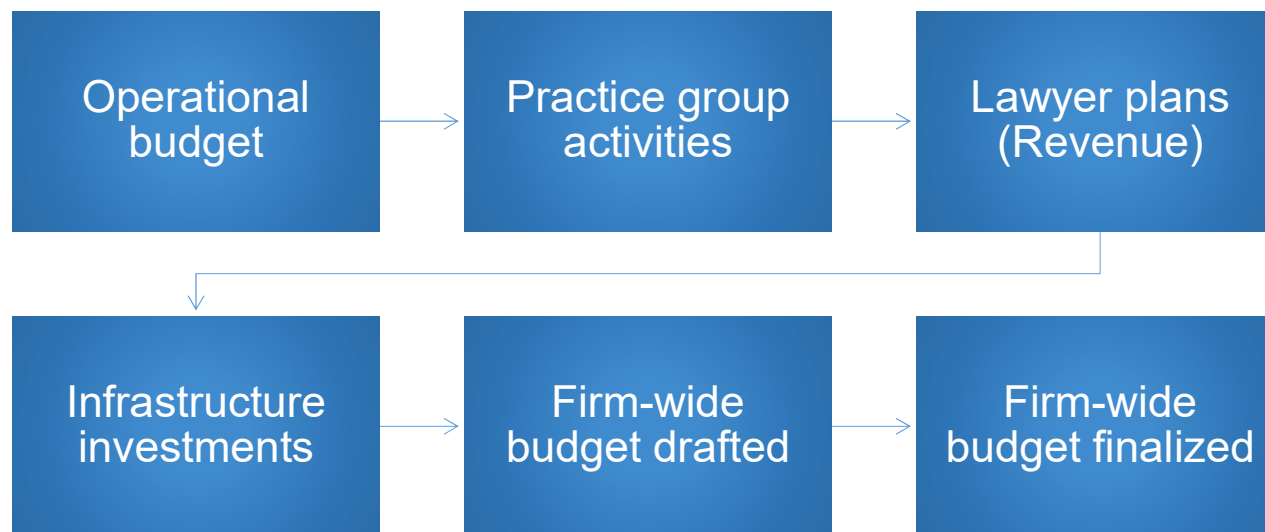 Operational
budget
Practice group
activities
Lawyer plans
(Revenue)
Infrastructure
investments
Firm-wide
budget drafted
Firm-wide
budget finalized